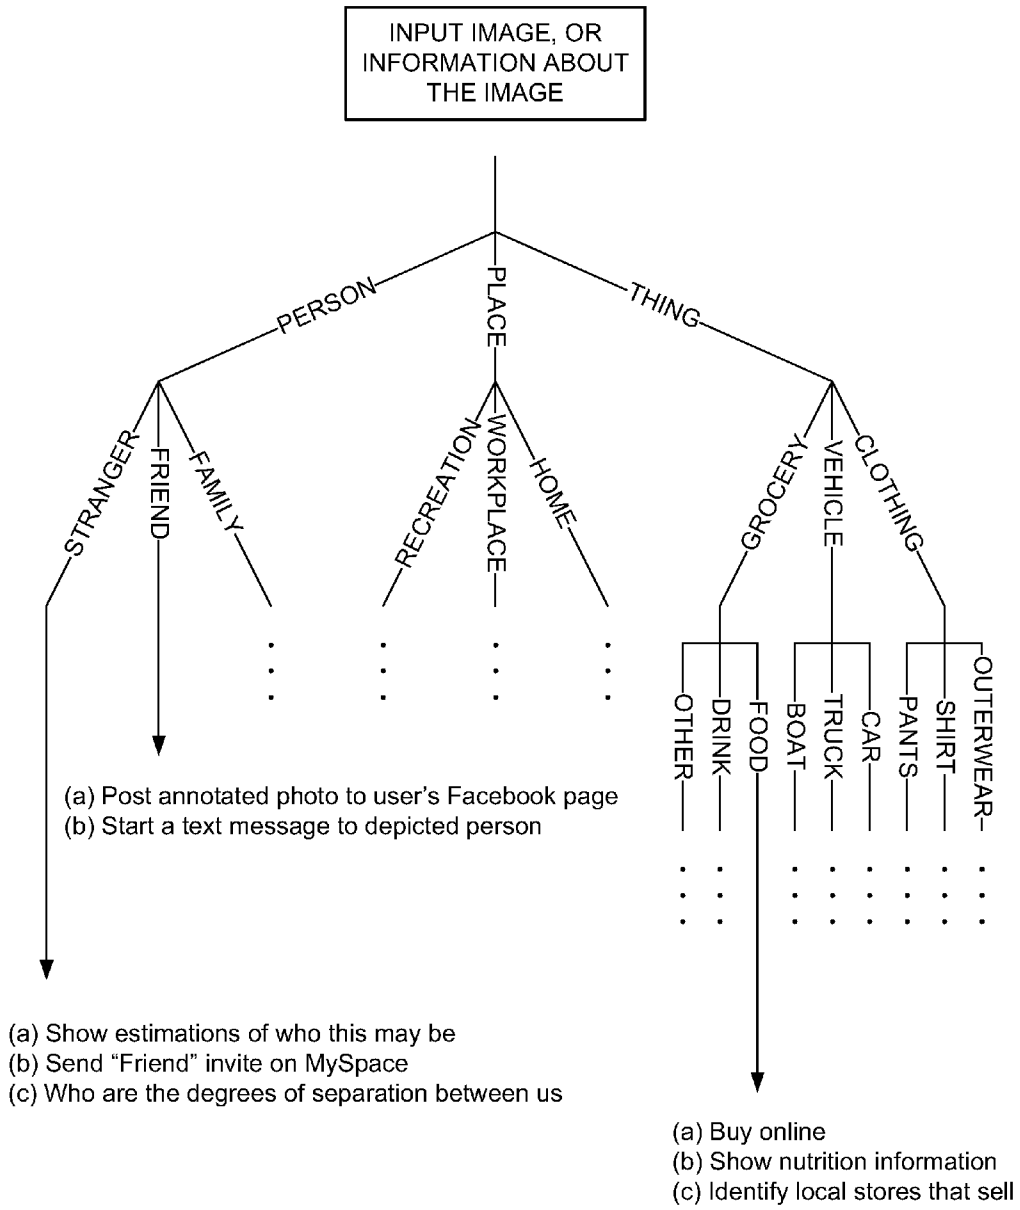 INPUT IMAGE, OR
INFORMATION ABOUT
THE IMAGE
PERSON
PLACE
THING
STRANGER
FRIEND
FAMILY
RECREATION
WORKPLACE
HOME
GROCERY
VEHICLE
CLOTHING
OTHER
DRINK
FOOD
BOAT
TRUCK
CAR
PANTS
SHIRT
OUTERWEAR
(a) Post annotated photo to user’s Facebook page
(b) Start a text message to depicted person
(a) Show estimations of who this may be
(b) Send “Friend” invite on MySpace
(c) Who are the degrees of separation between us
(a) Buy online
(b) Show nutrition information
(c) Identify local stores that sell